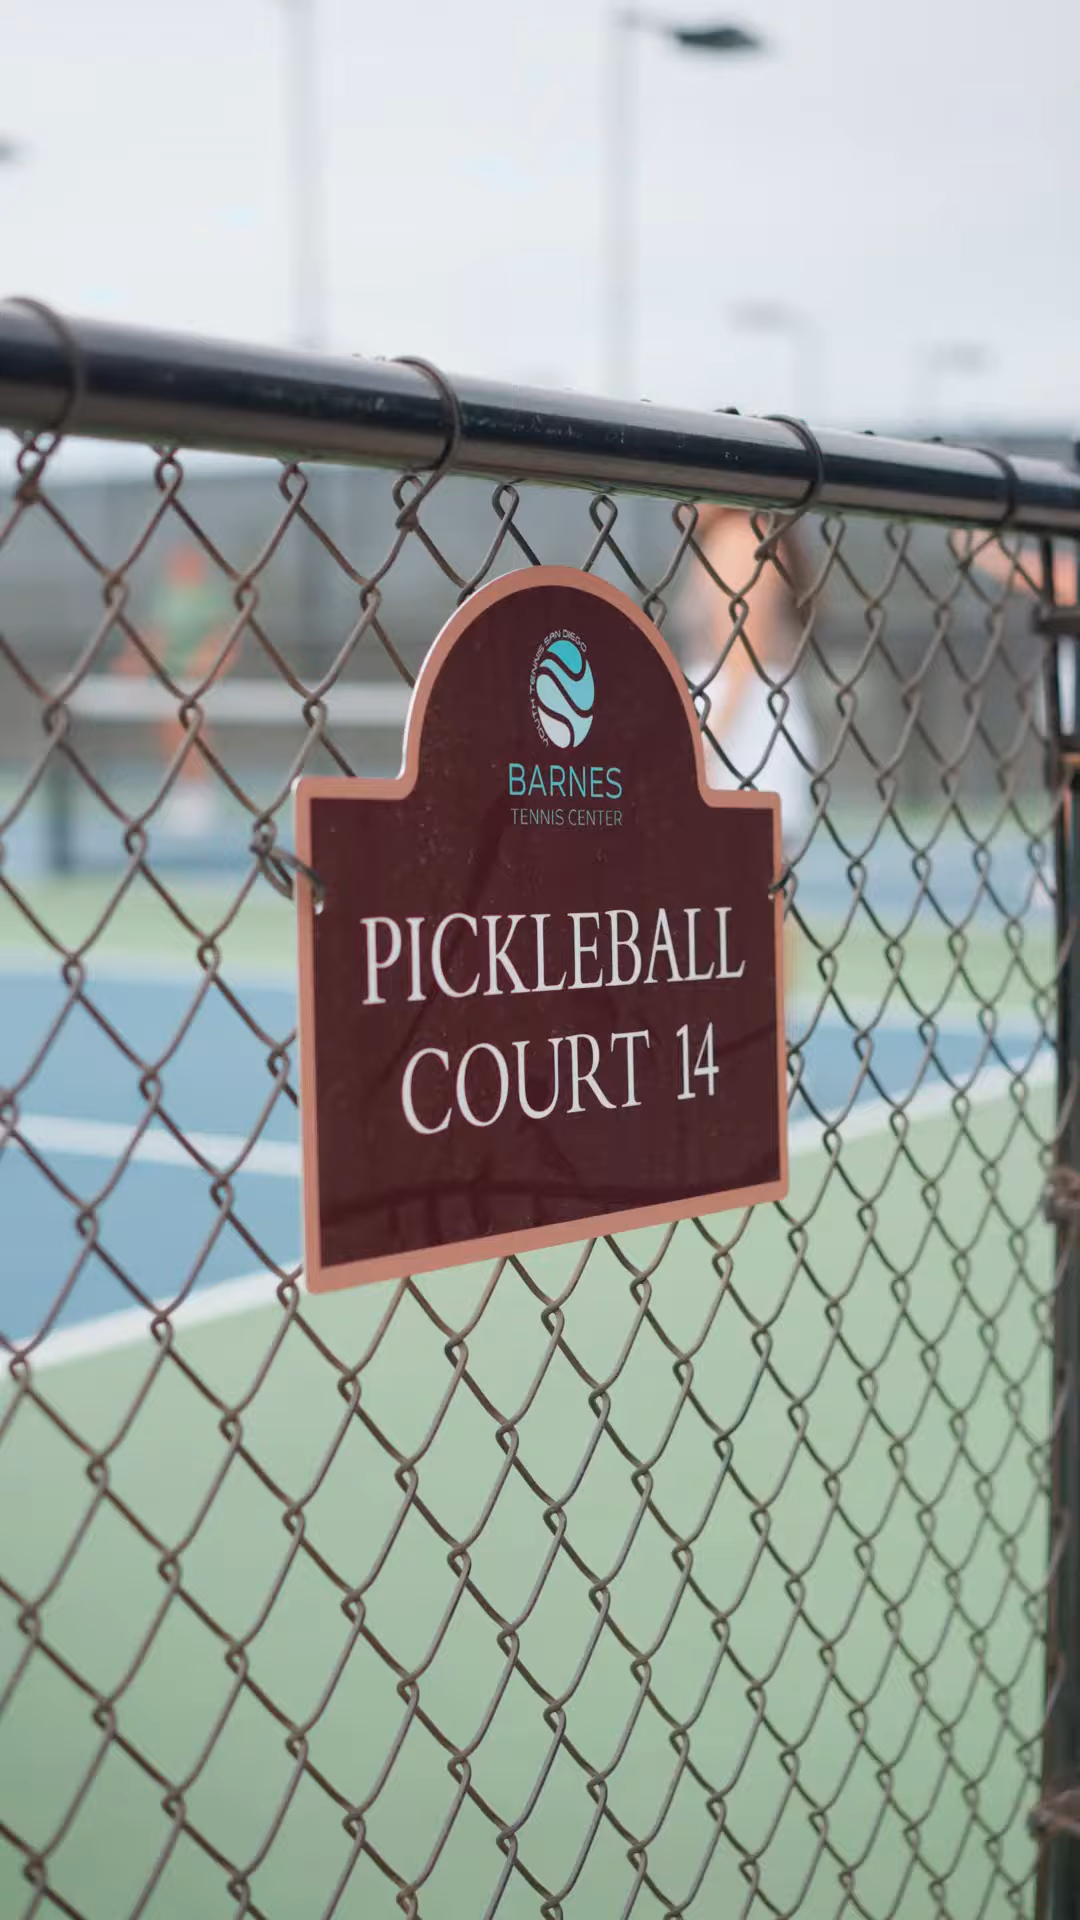 YOUTH TENNIS SAN DIEGO
BARNES
TENNIS CENTER
PICKLEBALL
COURT 14